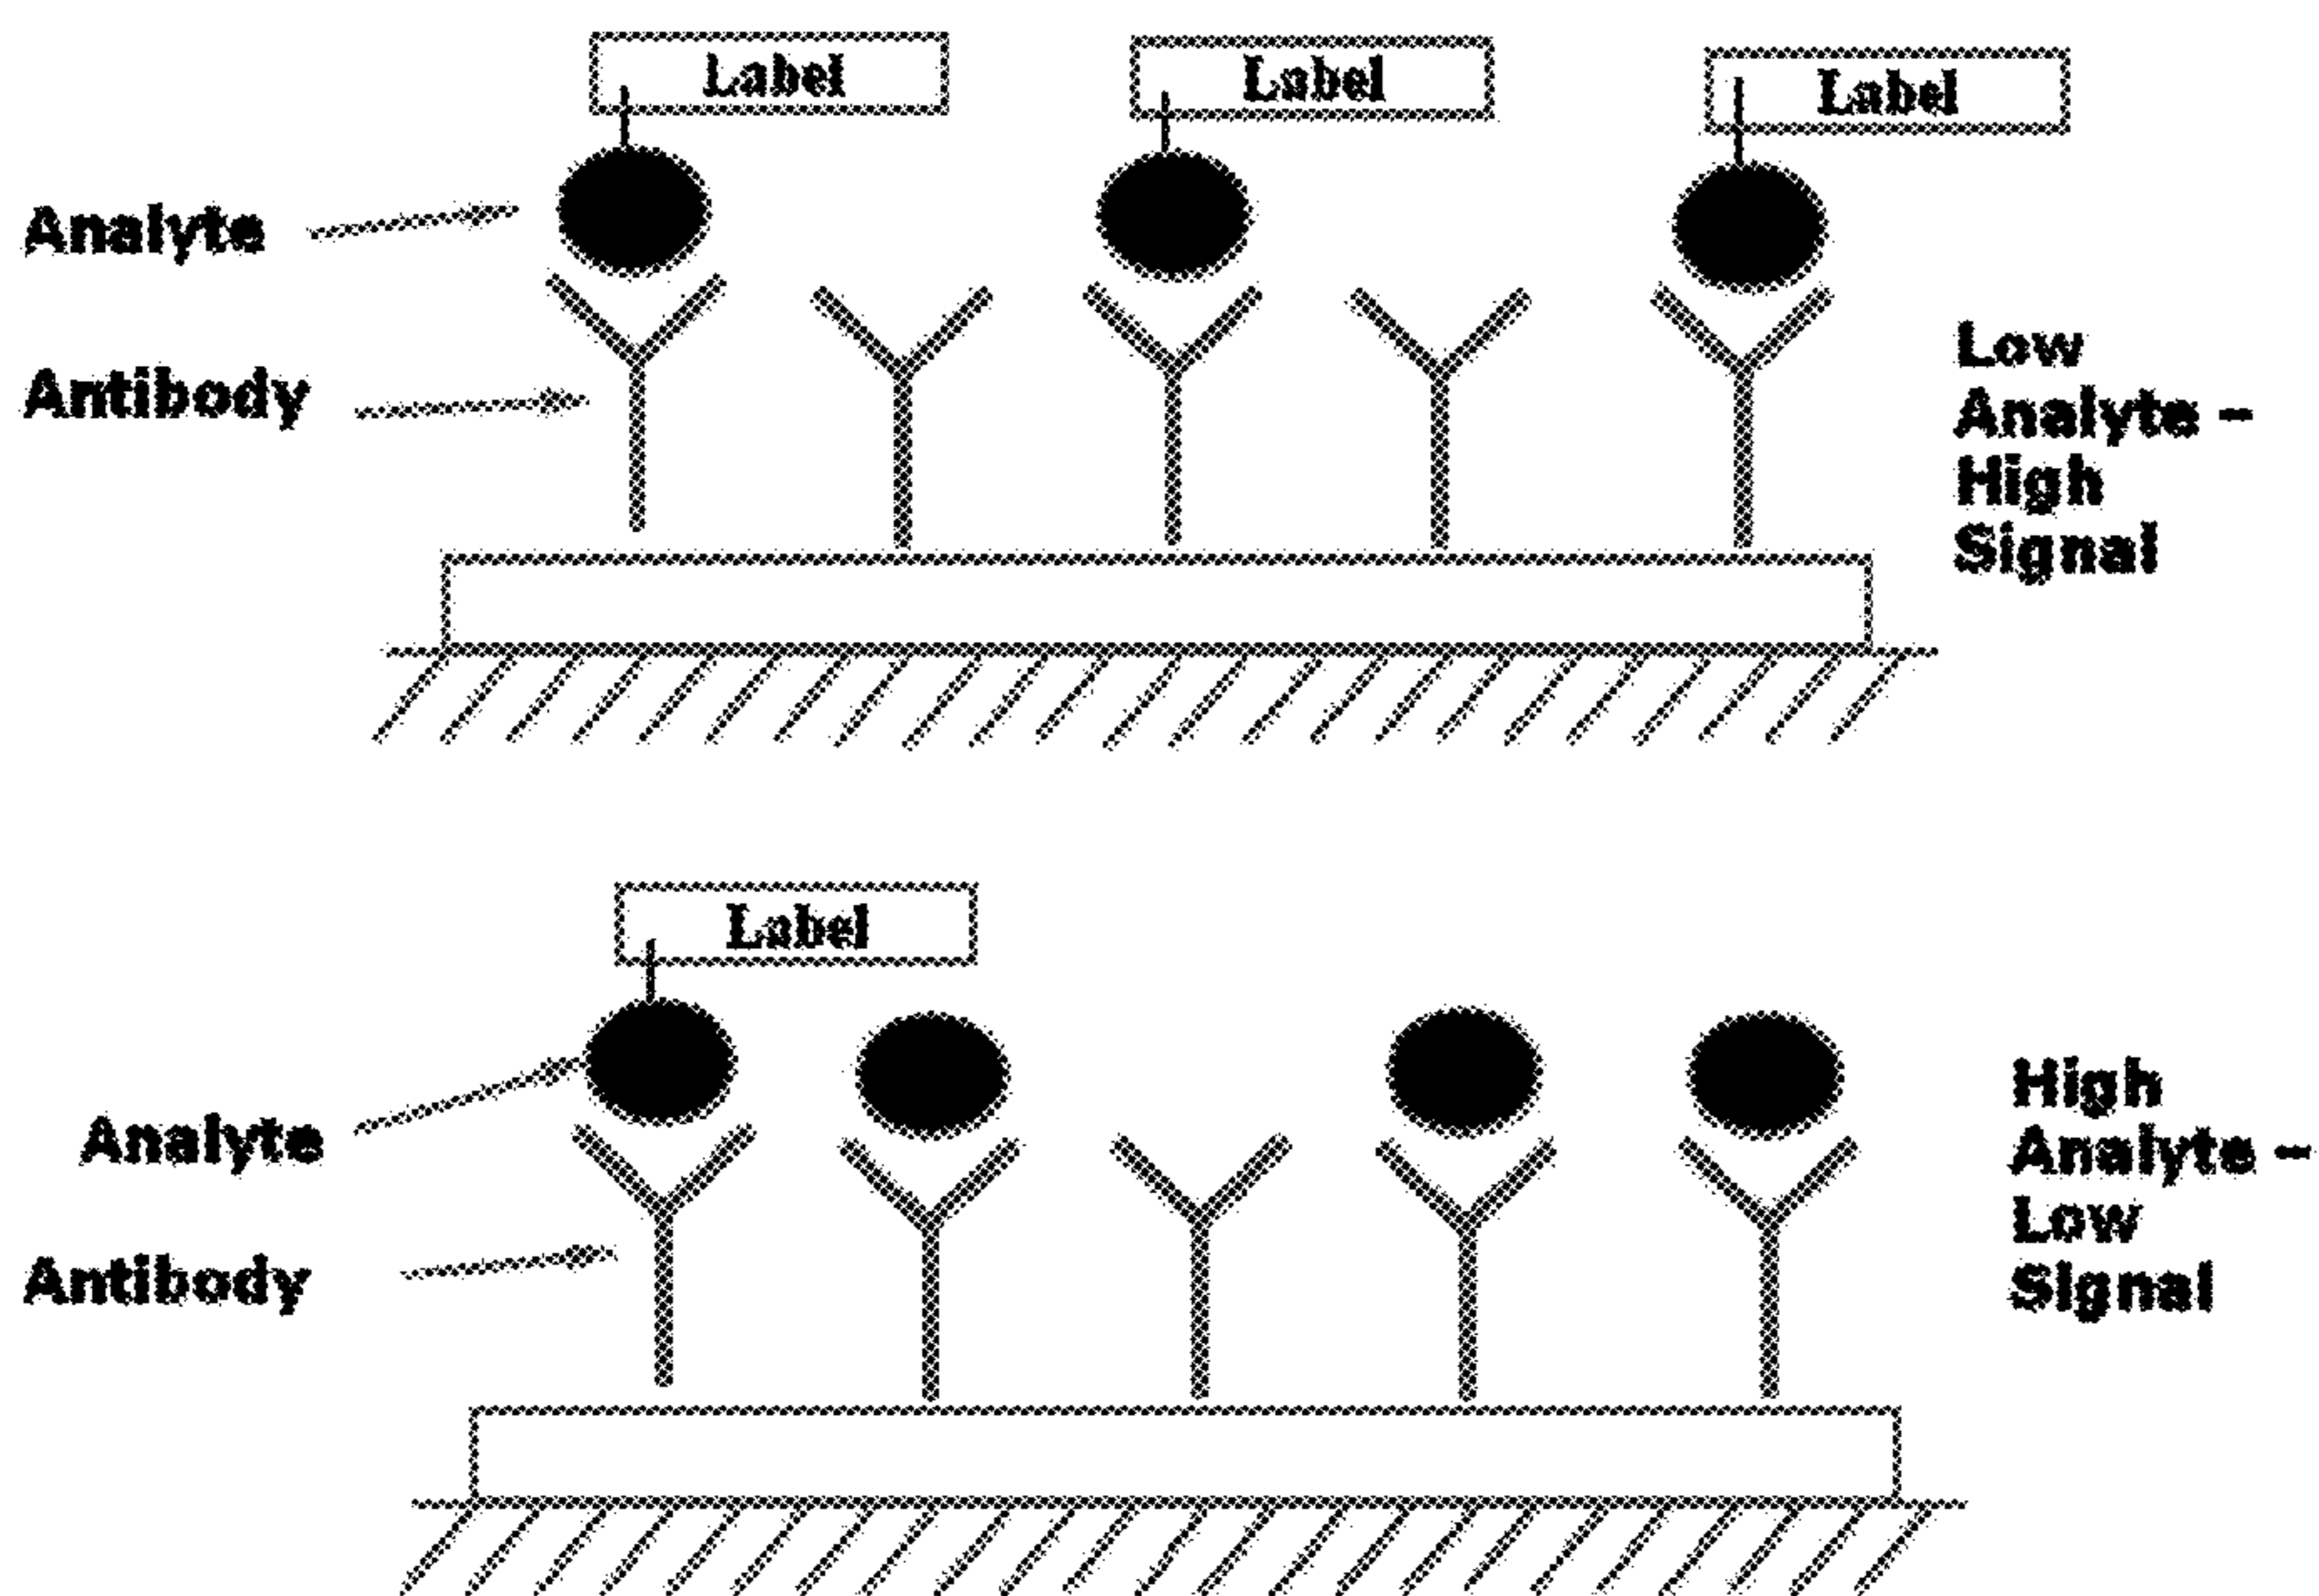 Label
Label
Label
Analyte
Antibody
Low
Analyte –
High
Signal
Label
Analyte
Antibody
High
Analyte –
Low
Signal